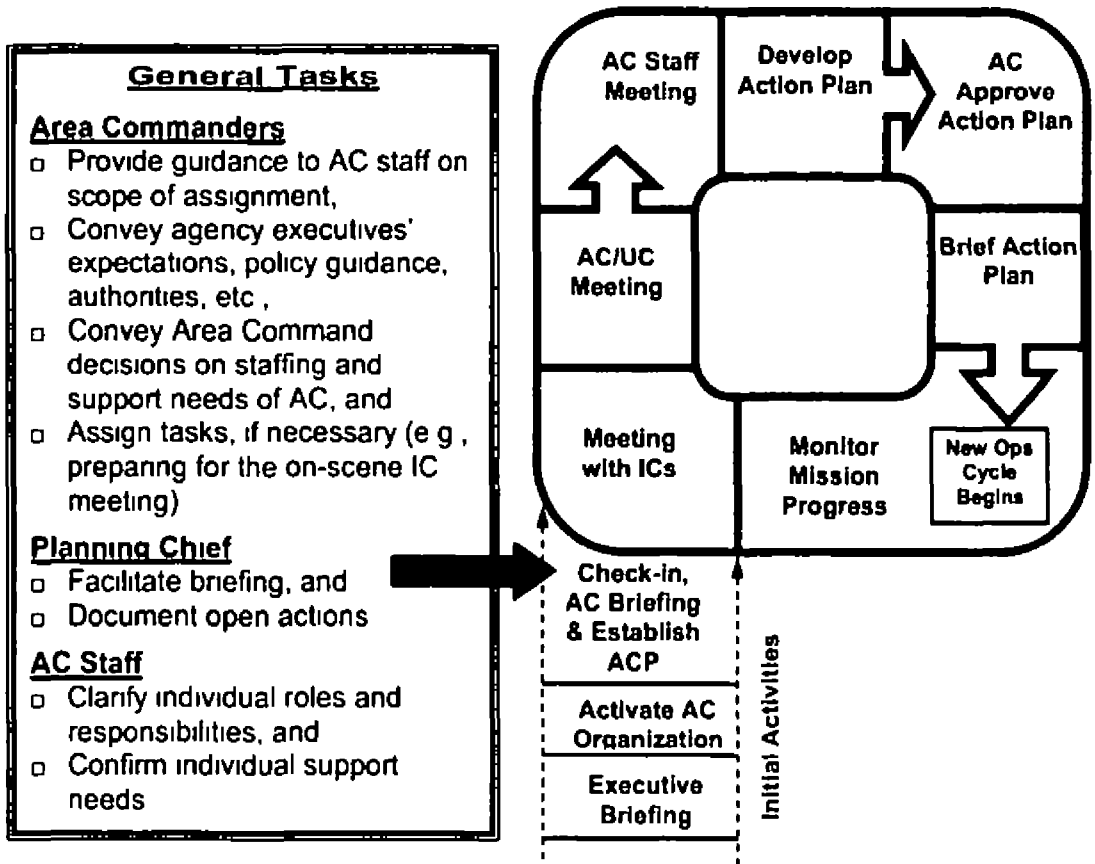 General Tasks
Area Commanders
□ Provide guidance to AC staff on
scope of assignment,
□ Convey agency executives'
expectations, policy guidance,
authorities, etc ,
□ Convey Area Command
decisions on staffing and
support needs of AC, and
□ Assign tasks, if necessary (e g ,
preparing for the on-scene IC
meeting)
Planning Chief
□ Facilitate briefing, and
□ Document open actions
AC Staff
□ Clarify individual roles and
responsibilities, and
□ Confirm individual support
needs
AC Staff
Meeting
Develop
Action Plan
AC
Approve
Action Plan
AC/UC
Meeting
Brief Action
Plan
Meeting
with ICs
Monitor
Mission
Progress
New Ops
Cycle
Begins
Check-in,
AC Briefing
& Establish
ACP
Activate AC
Organization
Executive
Briefing
Initial Activities